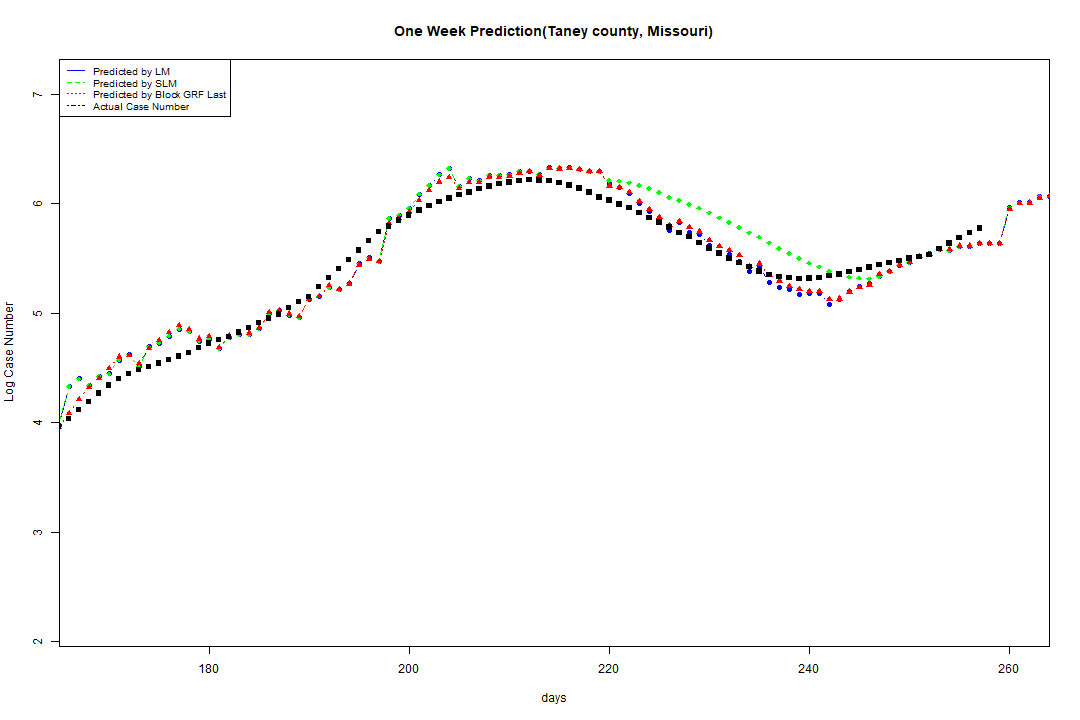 One Week Prediction(Taney county, Missouri)
Predicted by LM
Predicted by SLM
Predicted by Block GRF Last
Actual Case Number
7
6
5
4
3
2
Log Case Number
180 200 220 240 260
days